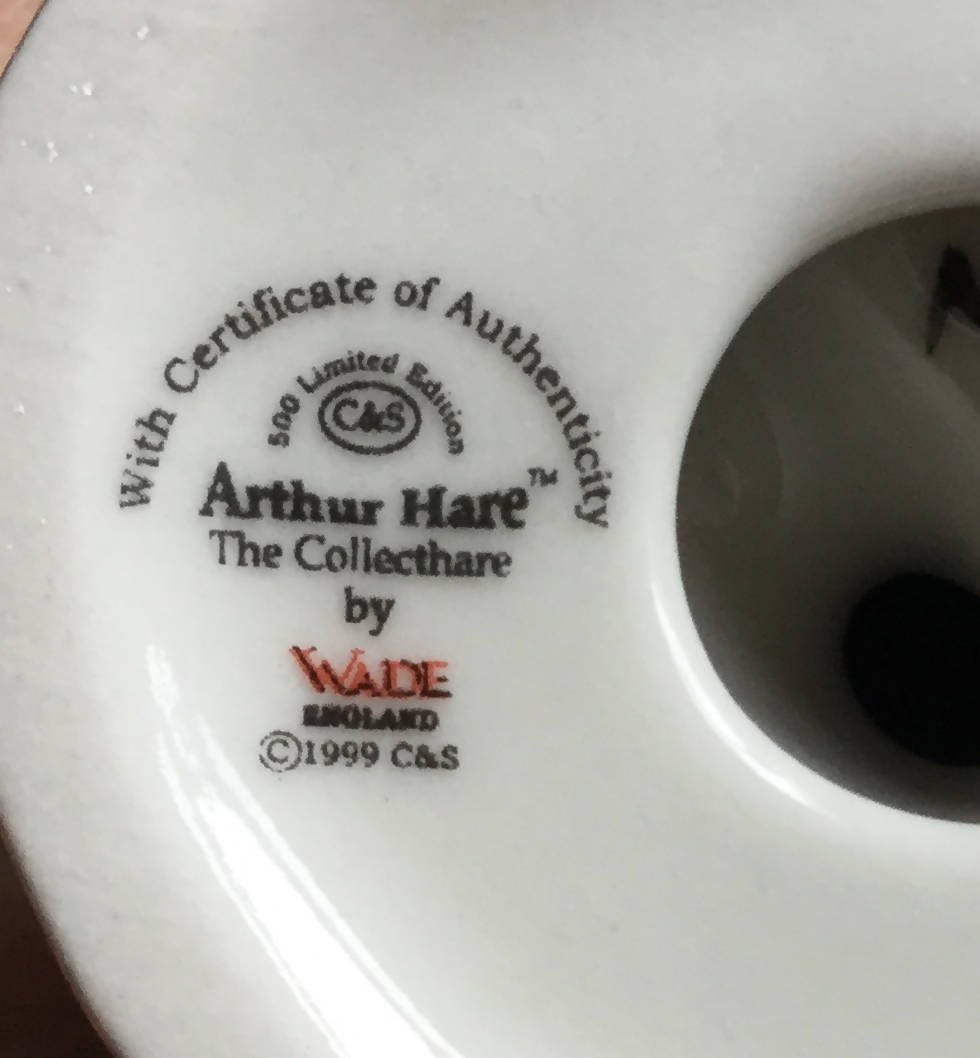 With Certificate of Authenticity
500 Limited Edition
C&S
Arthur Hare™
The Collecthare
by
WADE
ENGLAND
©1999 C&S